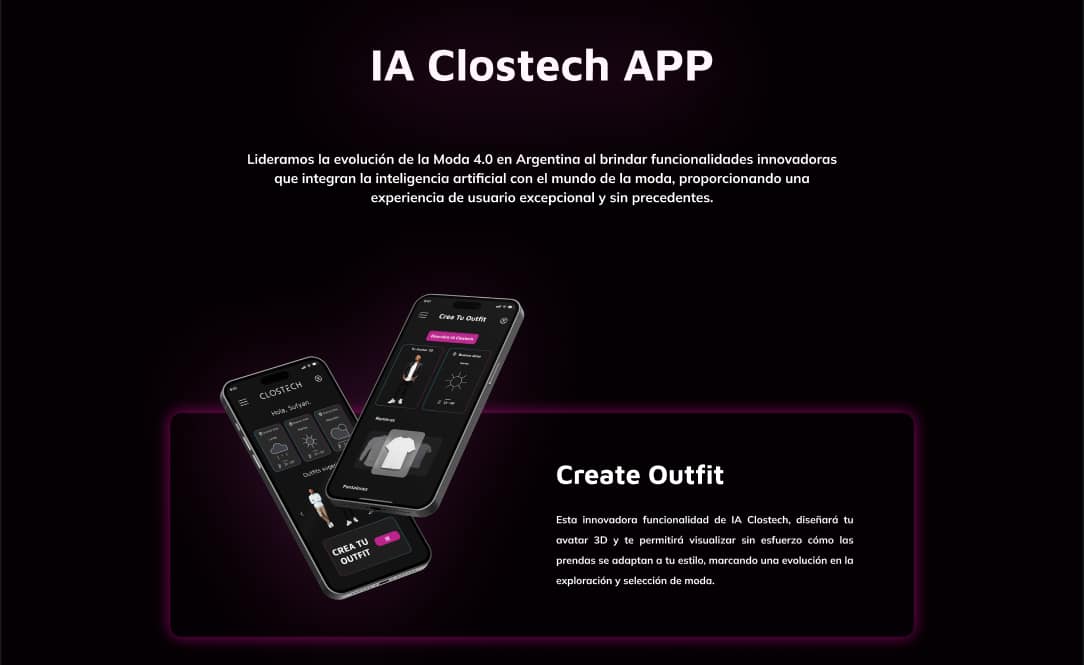 IA Clostech APP
Lideramos la evolución de la Moda 4.0 en Argentina al brindar funcionalidades innovadoras
que integran la inteligencia artificial con el mundo de la moda, proporcionando una
experiencia de usuario excepcional y sin precedentes.
Crea Tu Outfit
CLOSTECH
Hola, Sufyan.
Outfits
Pantalones
CREA TU
OUTFIT
Create Outfit
Esta innovadora funcionalidad de IA Clostech, diseñará tu
avatar 3D y te permitirá visualizar sin esfuerzo cómo las
prendas se adaptan a tu estilo, marcando una evolución en la
exploración y selección de moda.